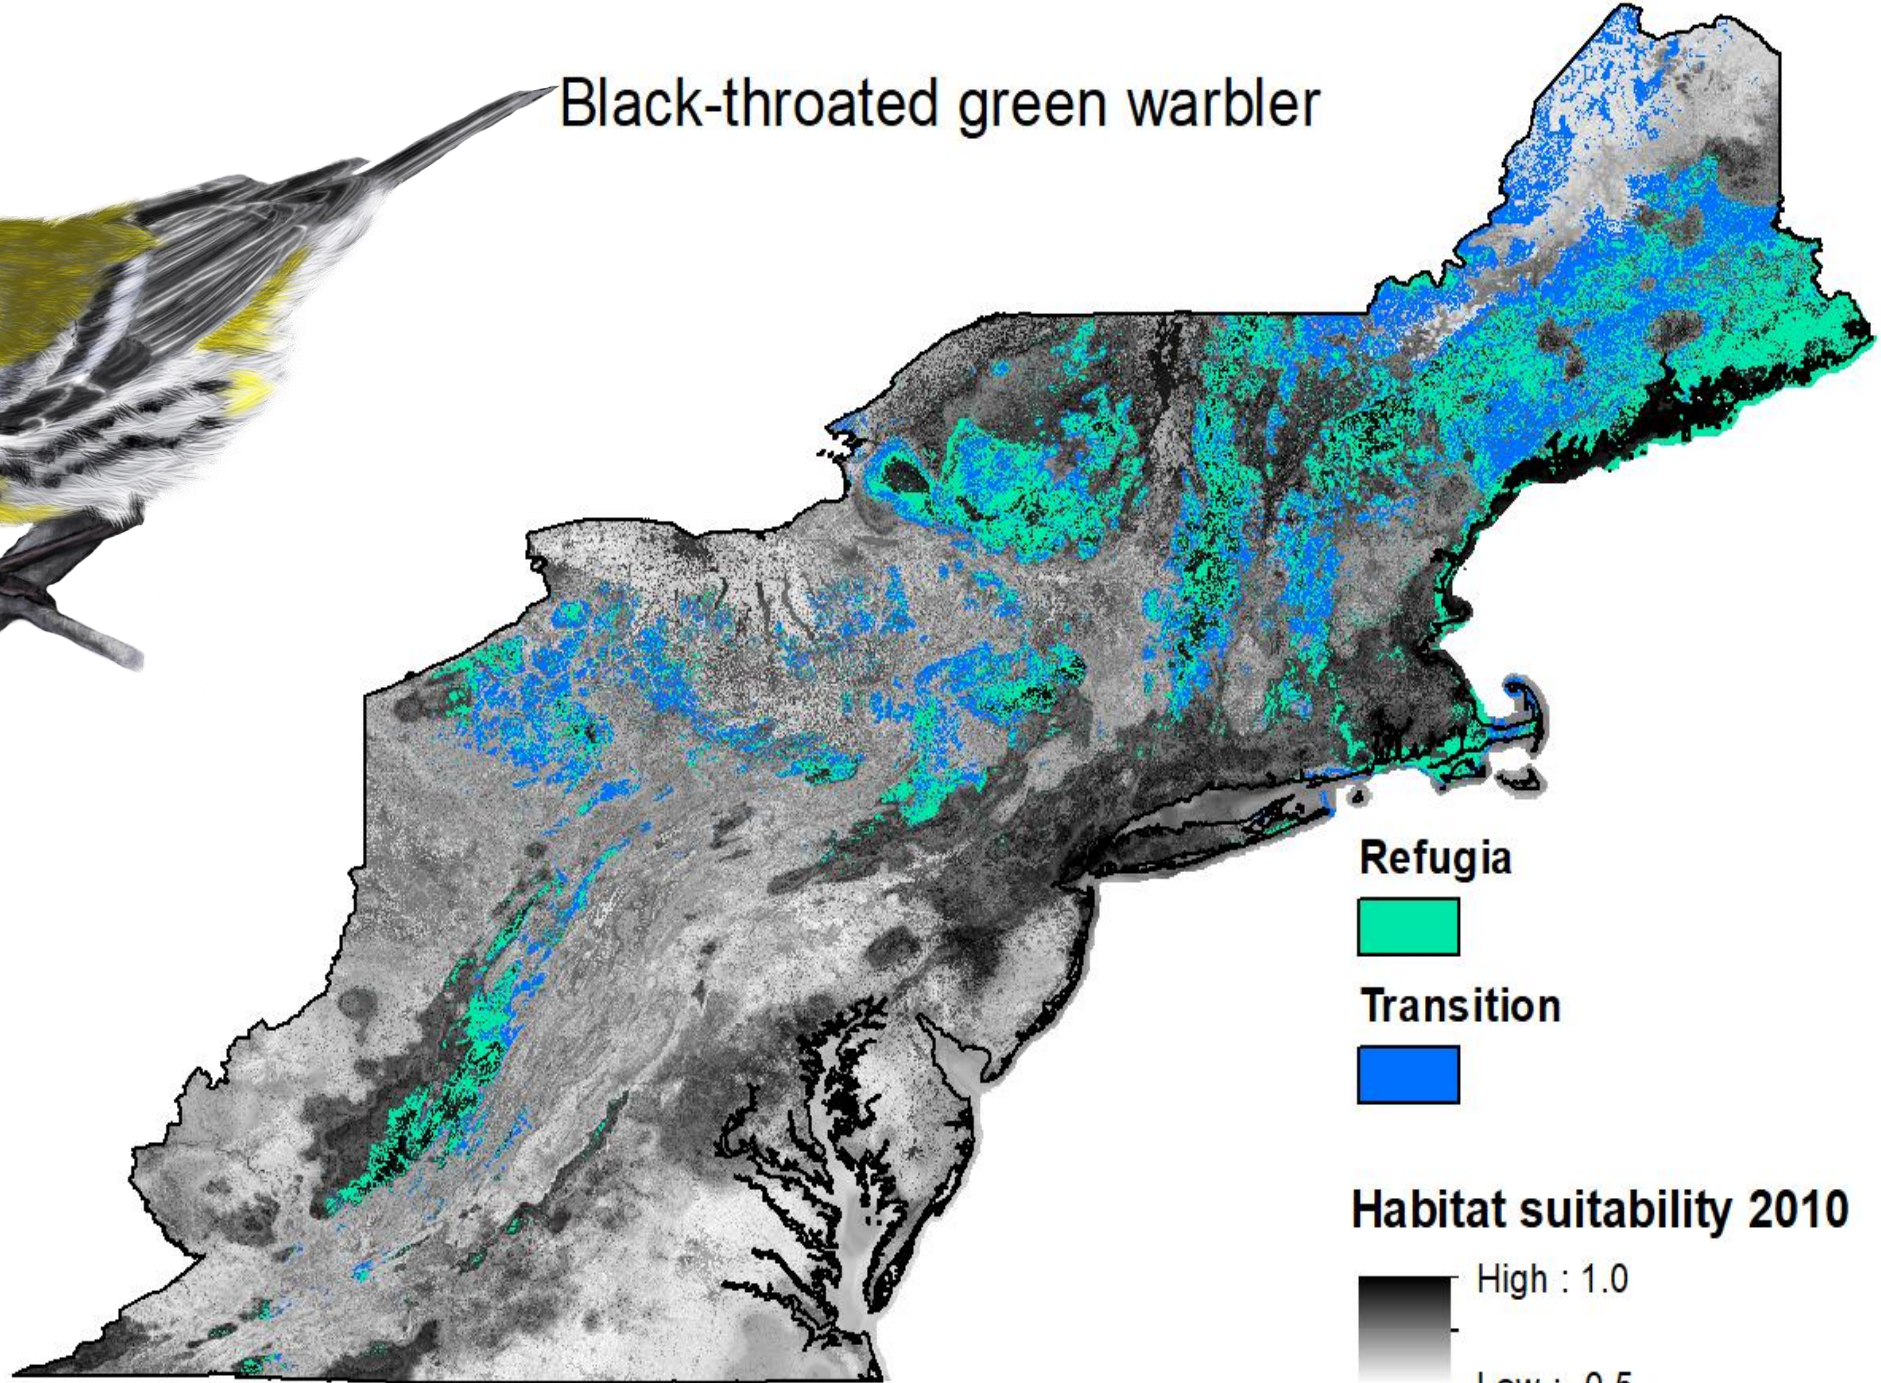 Black-throated green warbler
Refugia
Transition
Habitat suitability 2010
High : 1.0